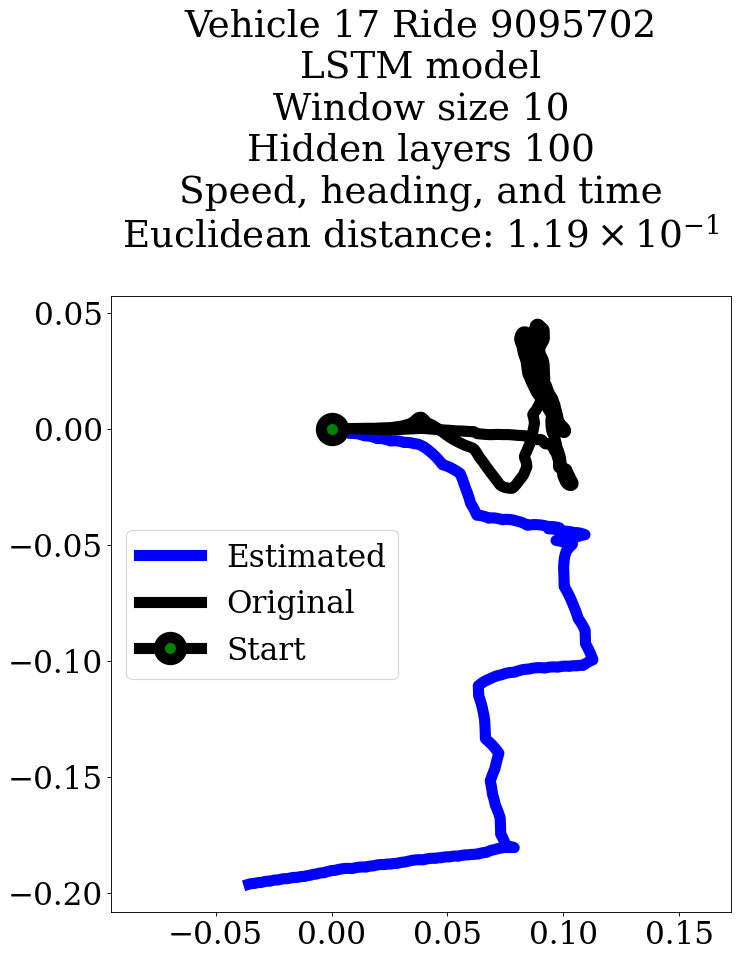 Vehicle 17 Ride 9095702
LSTM model
Window size 10
Hidden layers 100
Speed, heading, and time
Euclidean distance: 1.19 × 10⁻¹
0.05
0.00
−0.05
−0.10
−0.15
−0.20
Estimated
Original
Start
−0.05 0.00 0.05 0.10 0.15